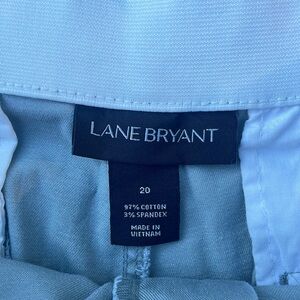 LANE BRYANT
20
97% COTTON
3% SPANDEX
MADE IN
VIETNAM